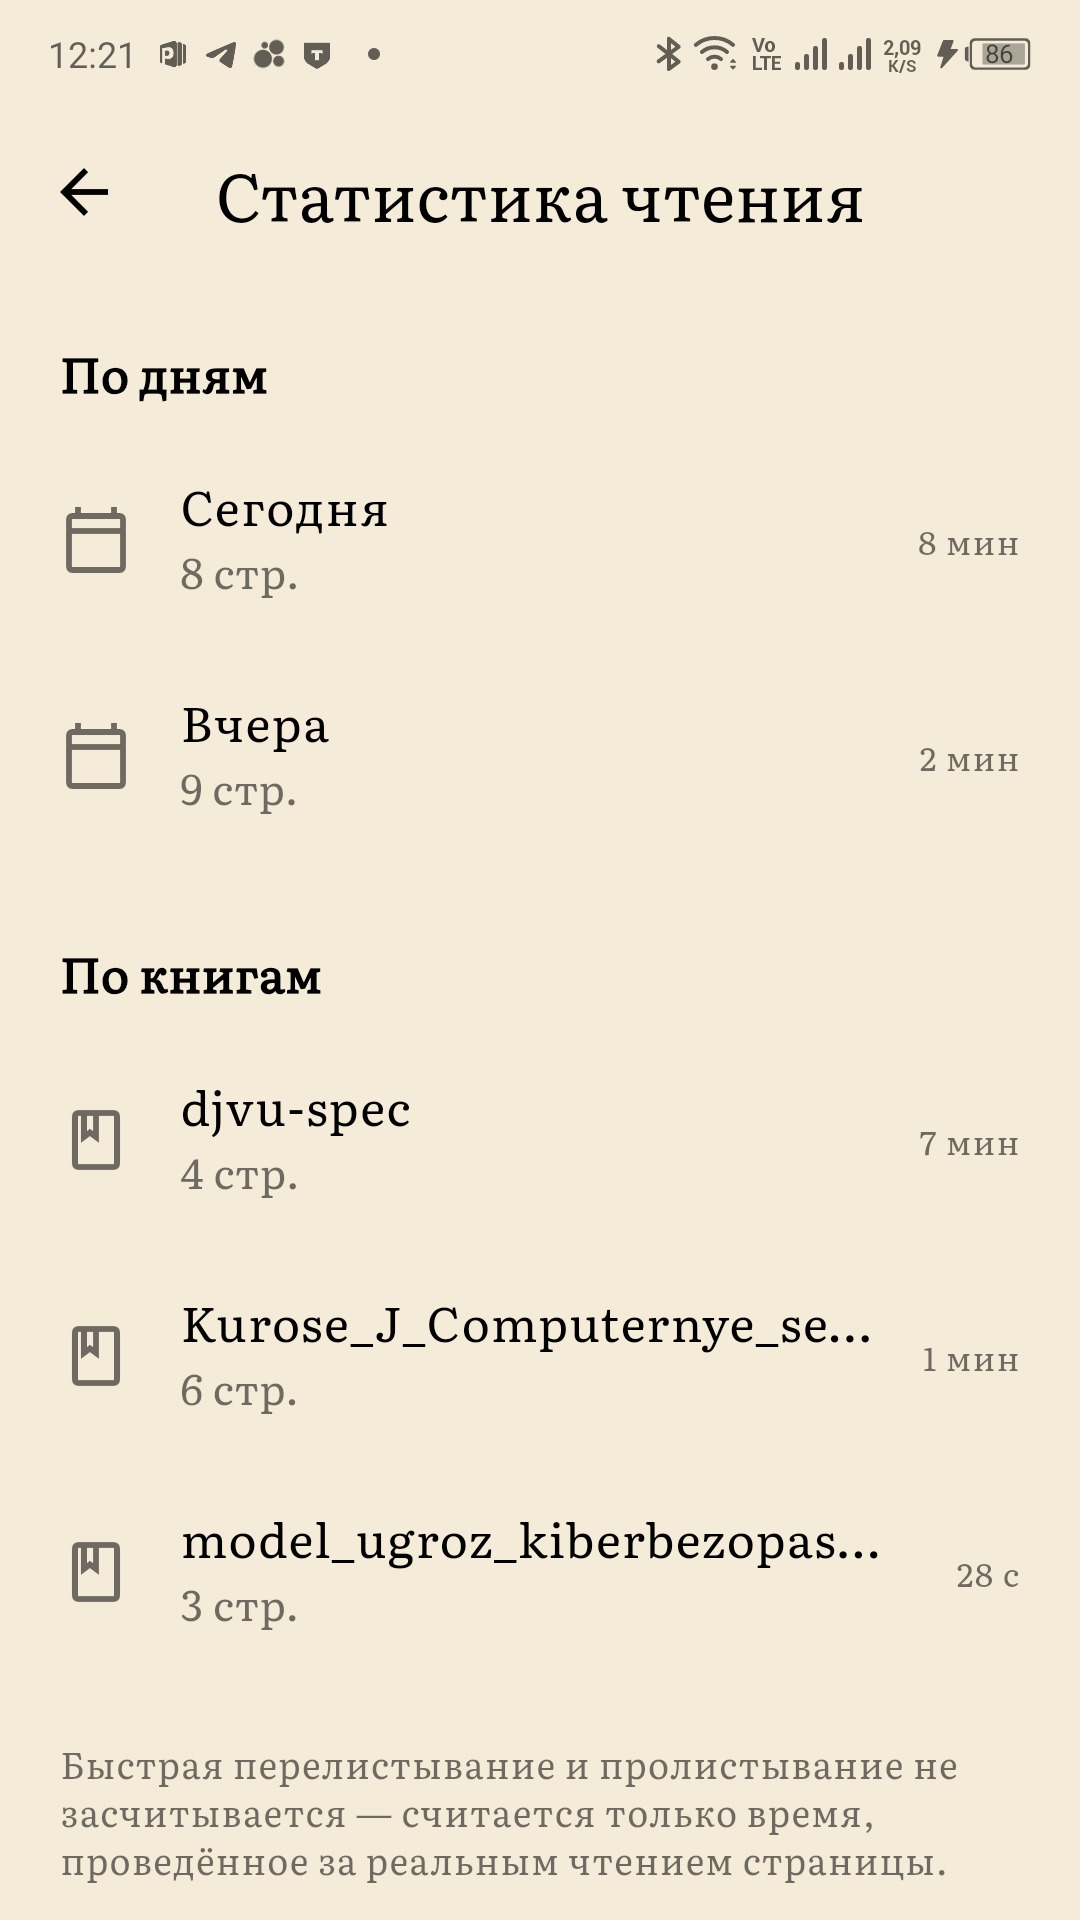 12:21
Vo LTE 2,09 K/S 86
Статистика чтения
По дням
Сегодня
8 стр.
8 мин
Вчера
9 стр.
2 мин
По книгам
djvu-spec
4 стр.
7 мин
Kurose_J_Computernye_se...
6 стр.
1 мин
model_ugroz_kiberbezopas...
3 стр.
28 с
Быстрая перелистывание и пролистывание не
засчитывается — считается только время,
проведённое за реальным чтением страницы.